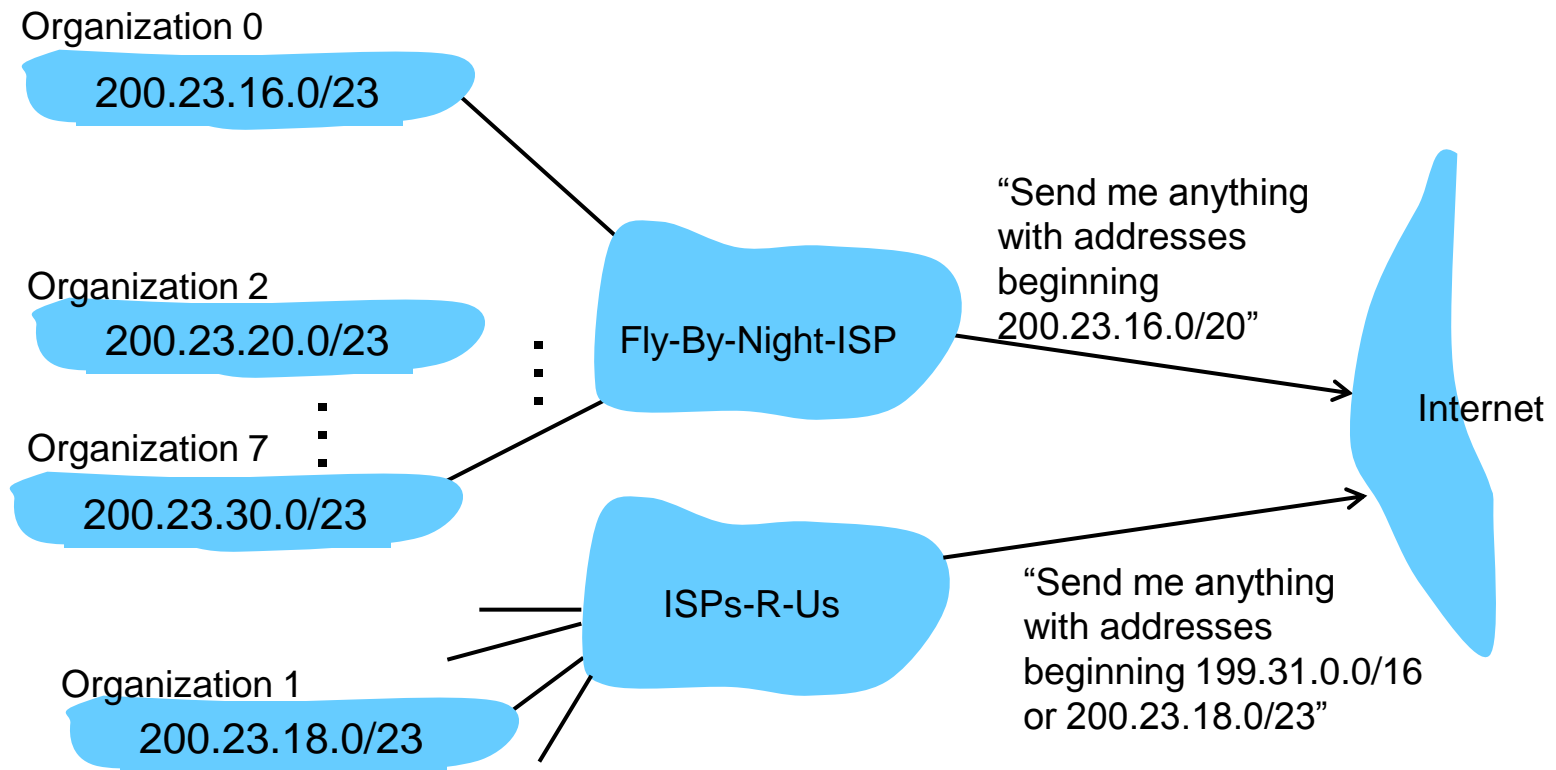 Organization 0
200.23.16.0/23
Organization 2
200.23.20.0/23
Organization 7
200.23.30.0/23
Fly-By-Night-ISP
“Send me anything
with addresses
beginning
200.23.16.0/20”
Internet
ISPs-R-Us
“Send me anything
with addresses
beginning 199.31.0.0/16
or 200.23.18.0/23”
Organization 1
200.23.18.0/23